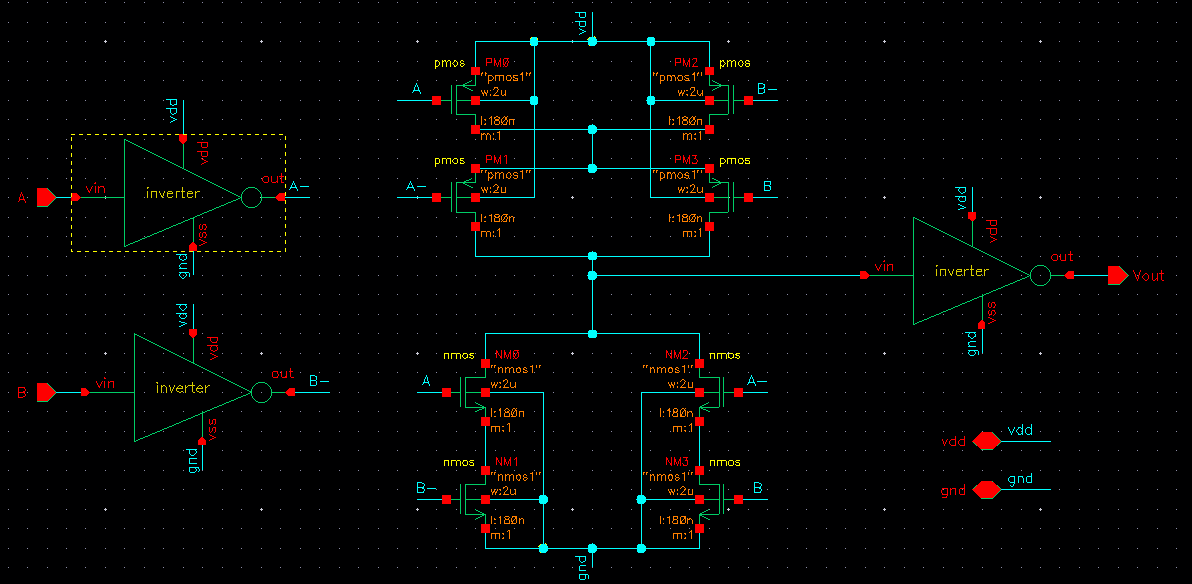 vdd
pmos PM0
"pmos1"
w:2u
l:180n
m:1
A
PM2 pmos
"pmos1"
w:2u
l:180n
m:1
B-
pmos PM1
"pmos1"
w:2u
l:180n
m:1
A-
PM3 pmos
"pmos1"
w:2u
l:180n
m:1
B
vdd
vdd
A vin inverter out A-
vss
gnd
vdd
vdd
B vin inverter out B-
vss
gnd
vdd
vdd
vin inverter out Vout
vss
gnd
nmos NM0
"nmos1"
w:2u
l:180n
m:1
A
NM2 nmos
"nmos1"
w:2u
l:180n
m:1
A-
nmos NM1
"nmos1"
w:2u
l:180n
m:1
B-
NM3 nmos
"nmos1"
w:2u
l:180n
m:1
B
gnd
vdd vdd
gnd gnd